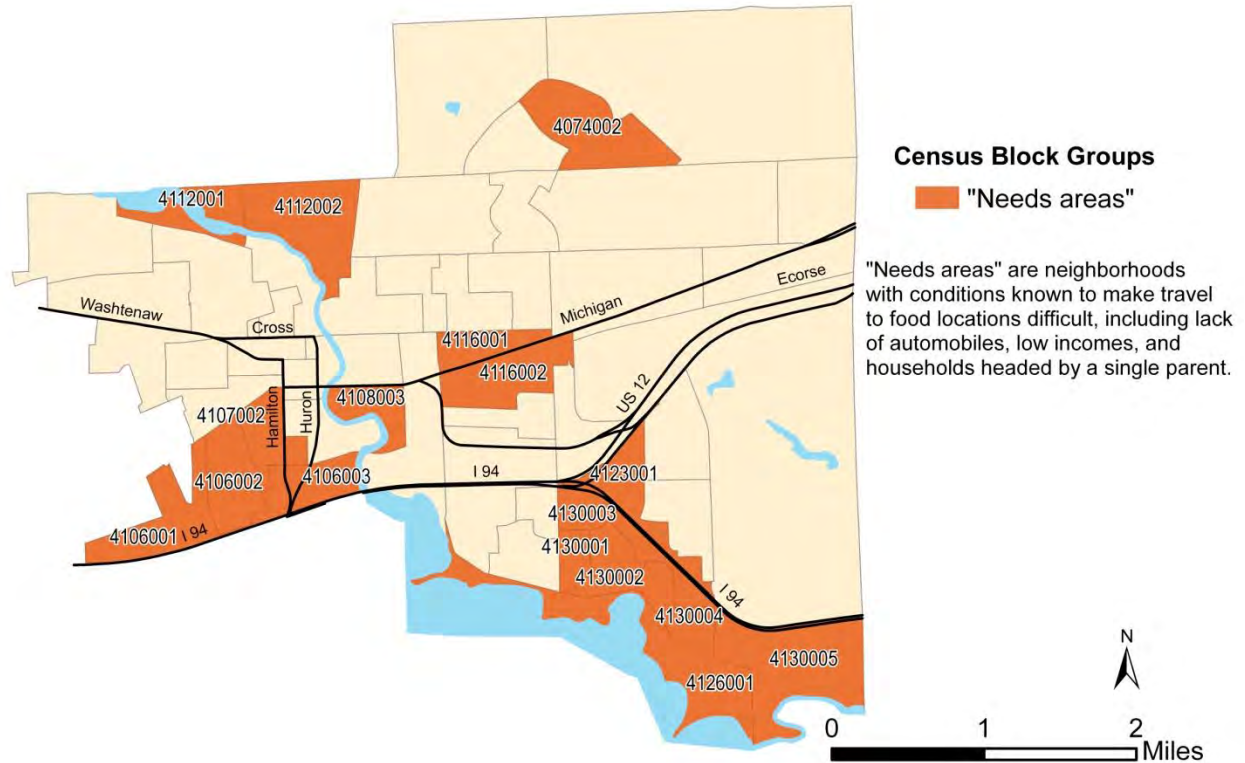 4074002
Census Block Groups
"Needs areas"
4112001
4112002
"Needs areas" are neighborhoods
with conditions known to make travel
to food locations difficult, including lack
of automobiles, low incomes, and
households headed by a single parent.
Ecorse
Michigan
Washtenaw
Cross
4116001
4116002
US 12
4108003
4107002
Hamilton
Huron
4106003
I 94
4123001
4106002
4130003
4106001
I 94
4130001
4130002
I 94
4130004
4130005
4126001
N
0 1 2
Miles